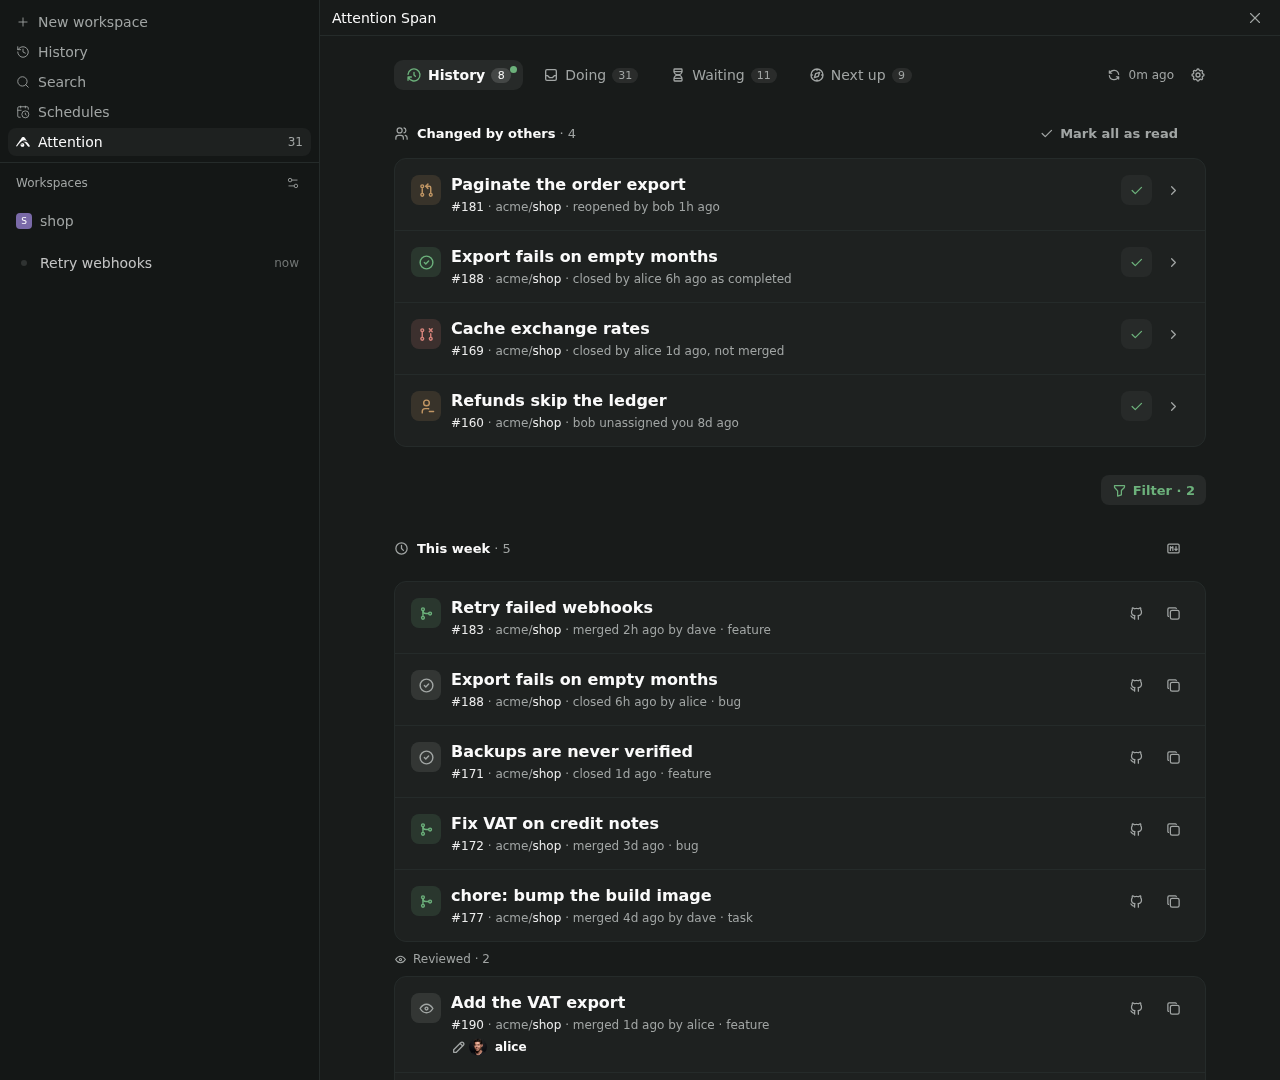 New workspace
History
Search
Schedules
Attention 31
Workspaces
S shop
Retry webhooks now
Attention Span
History 8 Doing 31 Waiting 11 Next up 9 0m ago
Changed by others · 4 Mark all as read
Paginate the order export
#181 · acme/shop · reopened by bob 1h ago
Export fails on empty months
#188 · acme/shop · closed by alice 6h ago as completed
Cache exchange rates
#169 · acme/shop · closed by alice 1d ago, not merged
Refunds skip the ledger
#160 · acme/shop · bob unassigned you 8d ago
Filter · 2
This week · 5
Retry failed webhooks
#183 · acme/shop · merged 2h ago by dave · feature
Export fails on empty months
#188 · acme/shop · closed 6h ago by alice · bug
Backups are never verified
#171 · acme/shop · closed 1d ago · feature
Fix VAT on credit notes
#172 · acme/shop · merged 3d ago · bug
chore: bump the build image
#177 · acme/shop · merged 4d ago by dave · task
Reviewed · 2
Add the VAT export
#190 · acme/shop · merged 1d ago by alice · feature
alice